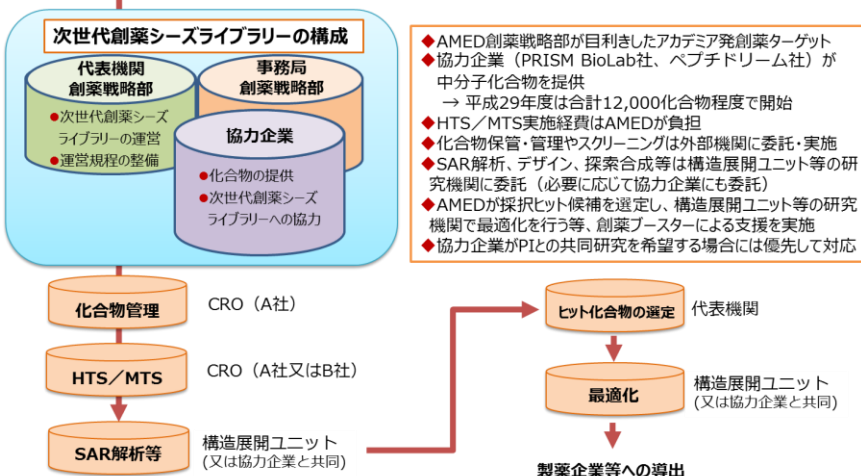 次世代創薬シーズライブラリーの構成
代表機関
創薬戦略部
●次世代創薬シーズ
ライブラリーの運営
●運営規程の整備
事務局
創薬戦略部
協力企業
●化合物の提供
●次世代創薬シーズ
ライブラリーへの協力
◆AMED創薬戦略部が目利きしたアカデミア発創薬ターゲット
◆協力企業（PRISM BioLab社、ペプチドリーム社）が
中分子化合物を提供
→ 平成29年度は合計12,000化合物程度で開始
◆HTS／MTS実施経費はAMEDが負担
◆化合物保管・管理やスクリーニングは外部機関に委託・実施
◆SAR解析、デザイン、探索合成等は構造展開ユニット等の研
究機関に委託（必要に応じて協力企業にも委託）
◆AMEDが採択ヒット候補を選定し、構造展開ユニット等の研究
機関で最適化を行う等、創薬ブースターによる支援を実施
◆協力企業がPIとの共同研究を希望する場合には優先して対応
化合物管理
CRO（A社）
HTS／MTS
CRO（A社又はB社）
SAR解析等
構造展開ユニット
(又は協力企業と共同)
ヒット化合物の選定
代表機関
最適化
構造展開ユニット
(又は協力企業と共同)
製薬企業等への導出